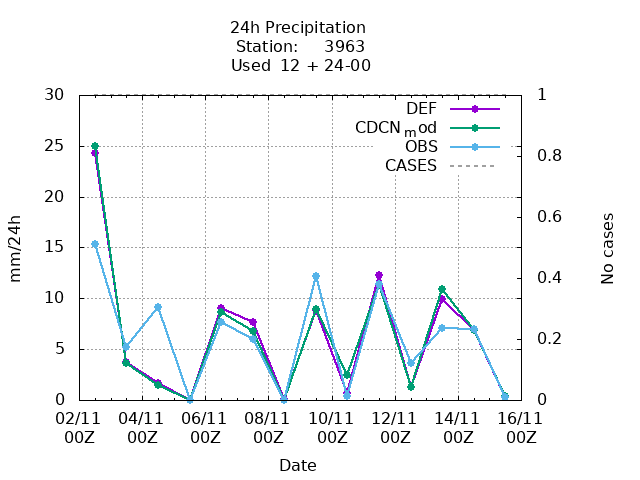 24h Precipitation
Station: 3963
Used 12 + 24-00
30
25
20
15
10
5
0
mm/24h
1
0.8
0.6
0.4
0.2
0
No cases
DEF
CDCNmod
OBS
CASES
02/11 04/11 06/11 08/11 10/11 12/11 14/11 16/11
00Z 00Z 00Z 00Z 00Z 00Z 00Z 00Z
Date